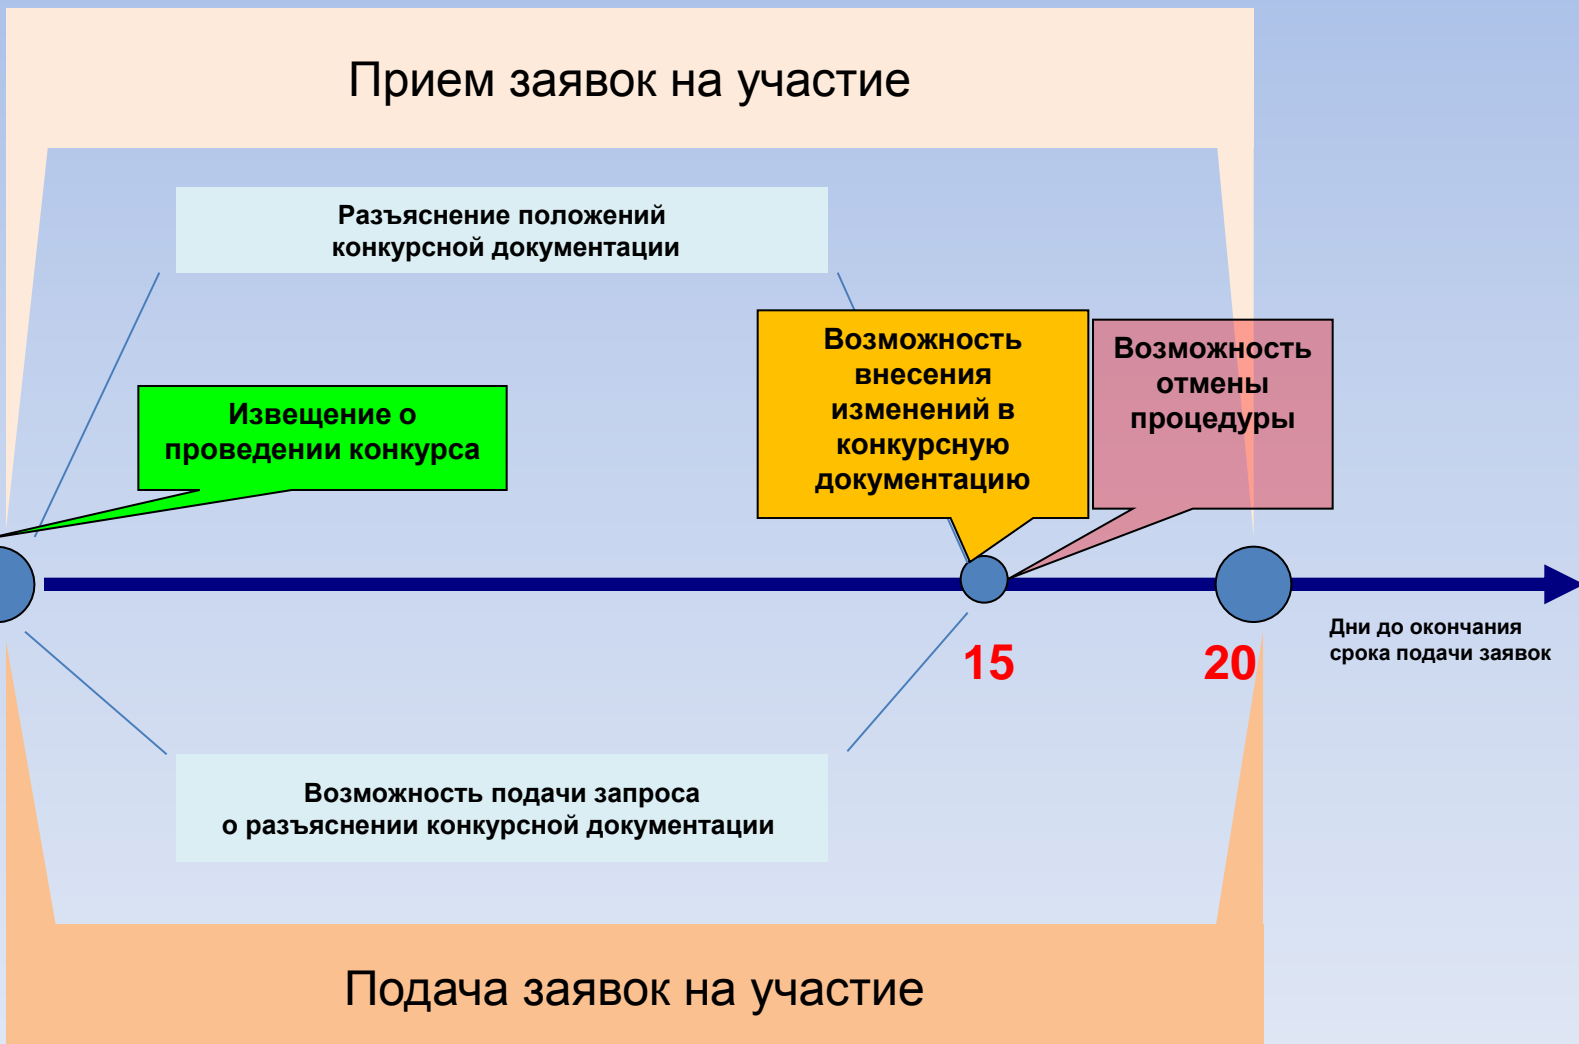 Прием заявок на участие
Разъяснение положений
конкурсной документации
Извещение о
проведении конкурса
Возможность
внесения
изменений в
конкурсную
документацию
Возможность
отмены
процедуры
15
20
Дни до окончания
срока подачи заявок
Возможность подачи запроса
о разъяснении конкурсной документации
Подача заявок на участие